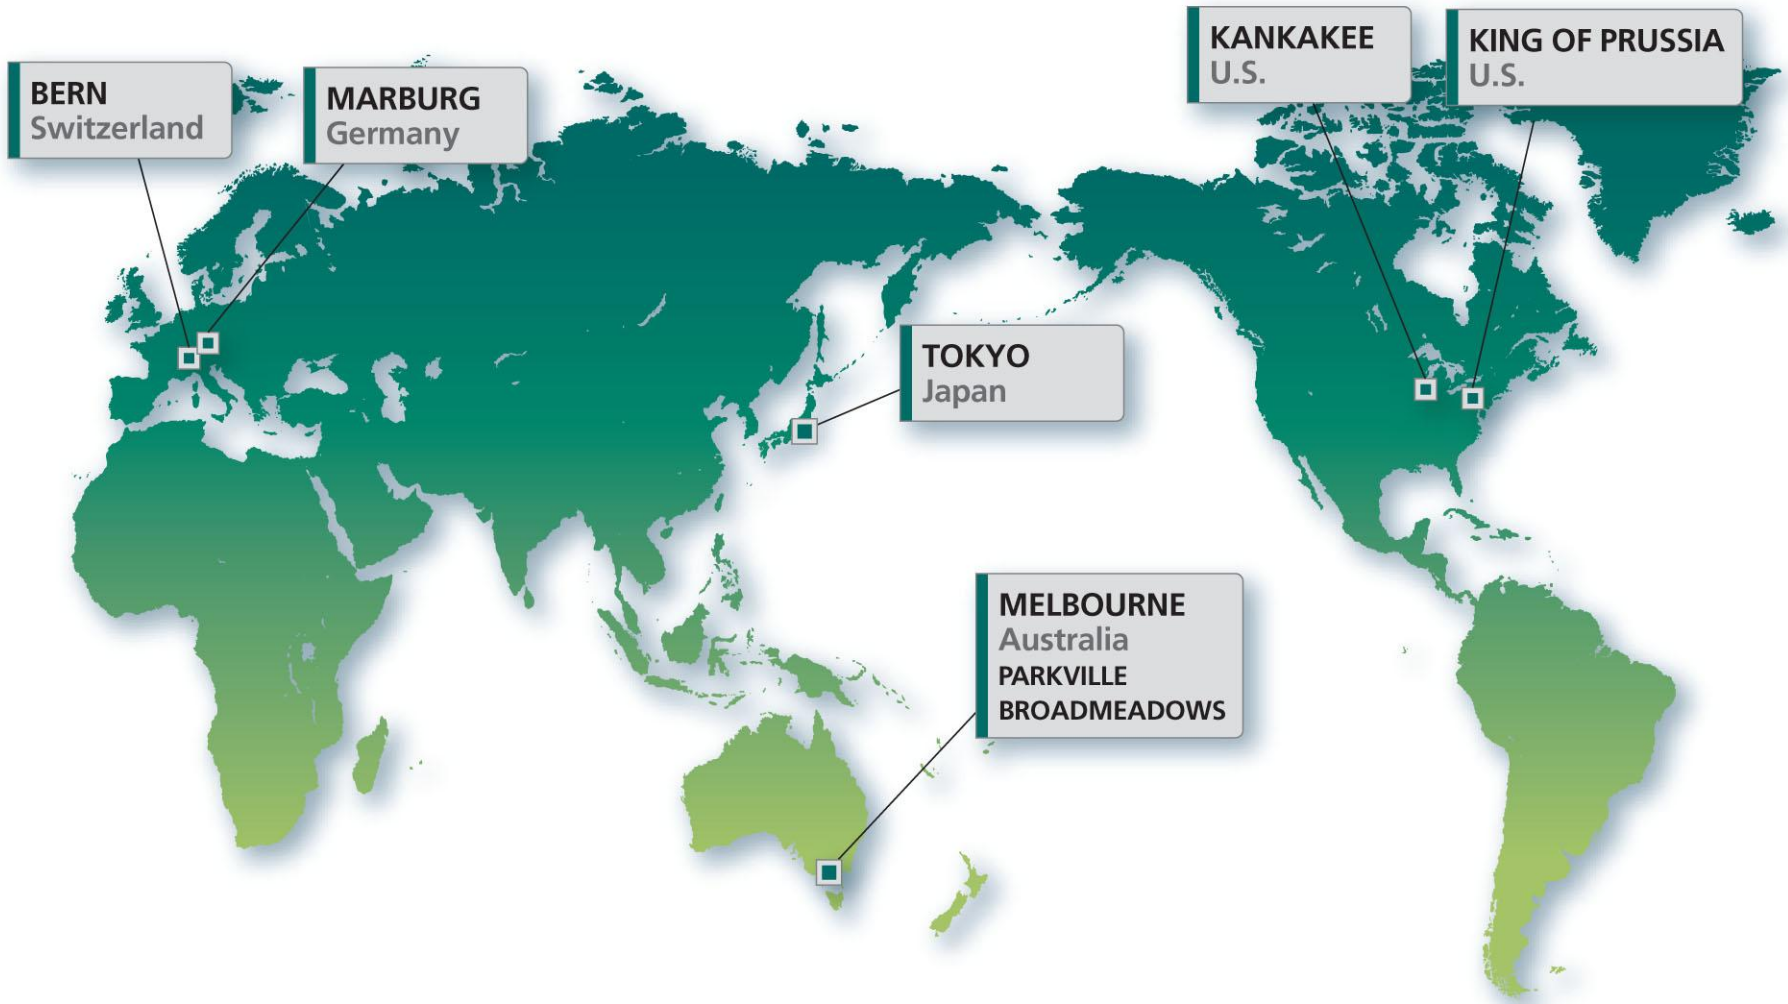 BERN
Switzerland
MARBURG
Germany
KANKAKEE
U.S.
KING OF PRUSSIA
U.S.
TOKYO
Japan
MELBOURNE
Australia
PARKVILLE
BROADMEADOWS